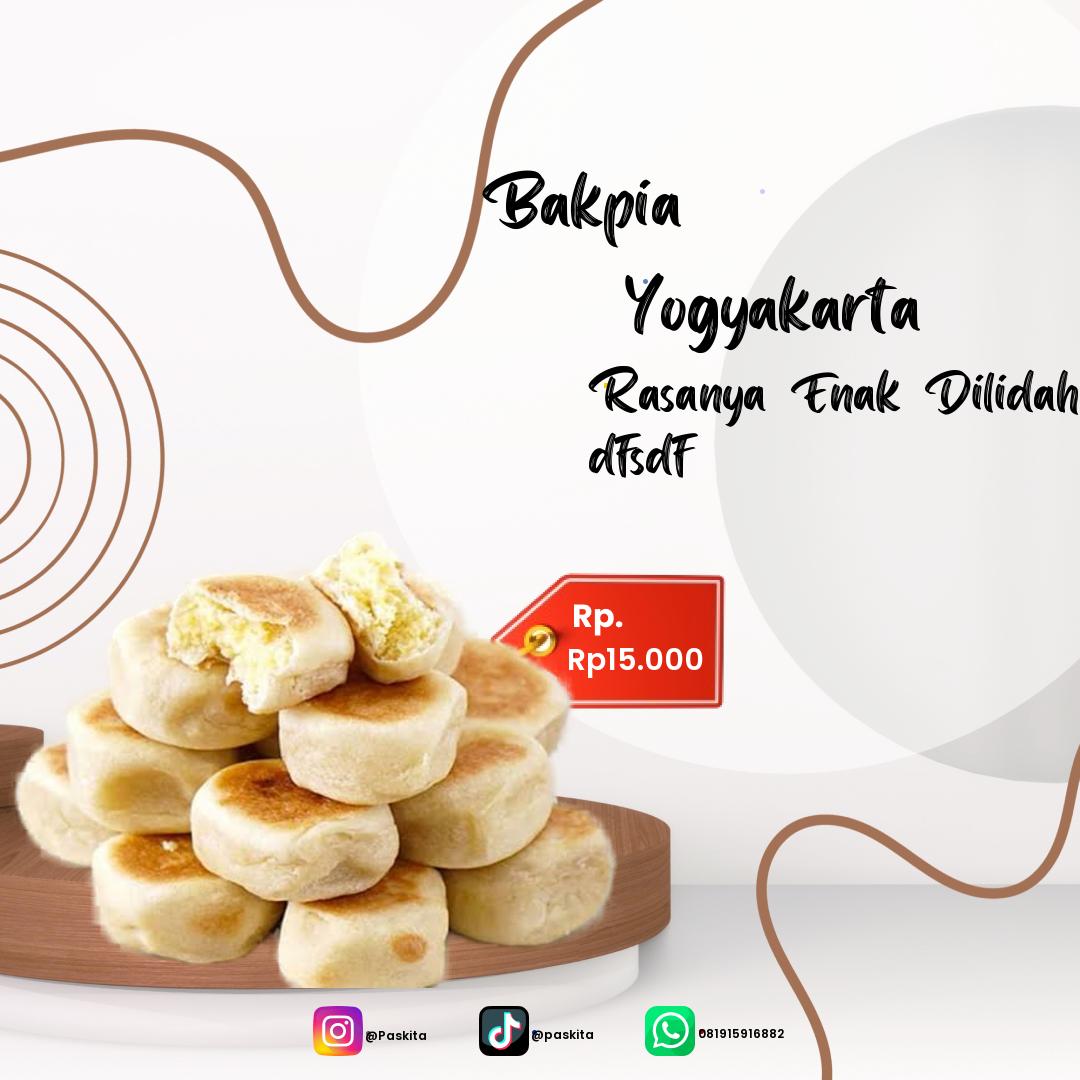 Bakpia
Yogyakarta
Rasanya Enak Dilidah
dFsdF
Rp.
Rp15.000
@Paskita
@paskita
081915916882